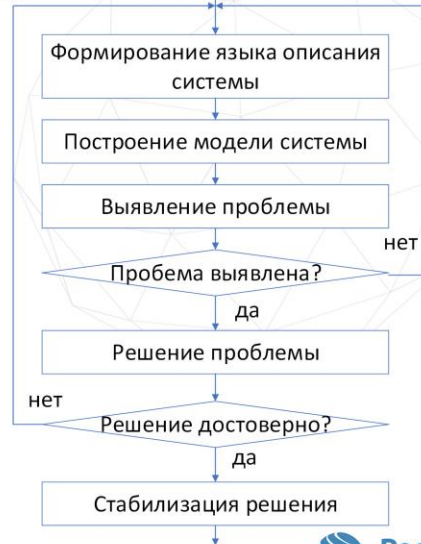 Формирование языка описания
системы
Построение модели системы
Выявление проблемы
нет
Пробема выявлена?
да
Решение проблемы
нет
Решение достоверно?
да
Стабилизация решения